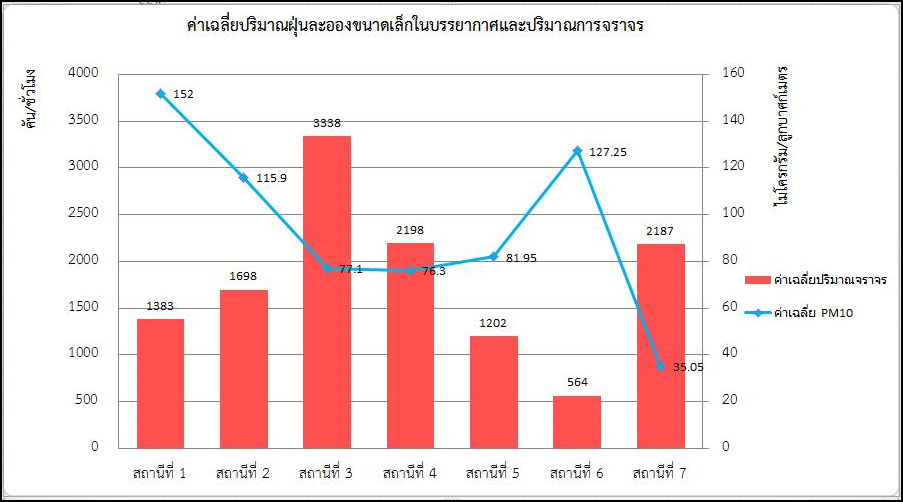 ค่าเฉลี่ยปริมาณฝุ่นละอองขนาดเล็กในบรรยากาศและปริมาณการจราจร
คัน/ชั่วโมง
ไมโครกรัม/ลูกบาศก์เมตร
4000
3500
3000
2500
2000
1500
1000
500
0
160
140
120
100
80
60
40
20
0
152
115.9
77.1
76.3
81.95
127.25
35.05
1383
1698
3338
2198
1202
564
2187
สถานีที่ 1
สถานีที่ 2
สถานีที่ 3
สถานีที่ 4
สถานีที่ 5
สถานีที่ 6
สถานีที่ 7
ค่าเฉลี่ยปริมาณจราจร
ค่าเฉลี่ย PM10